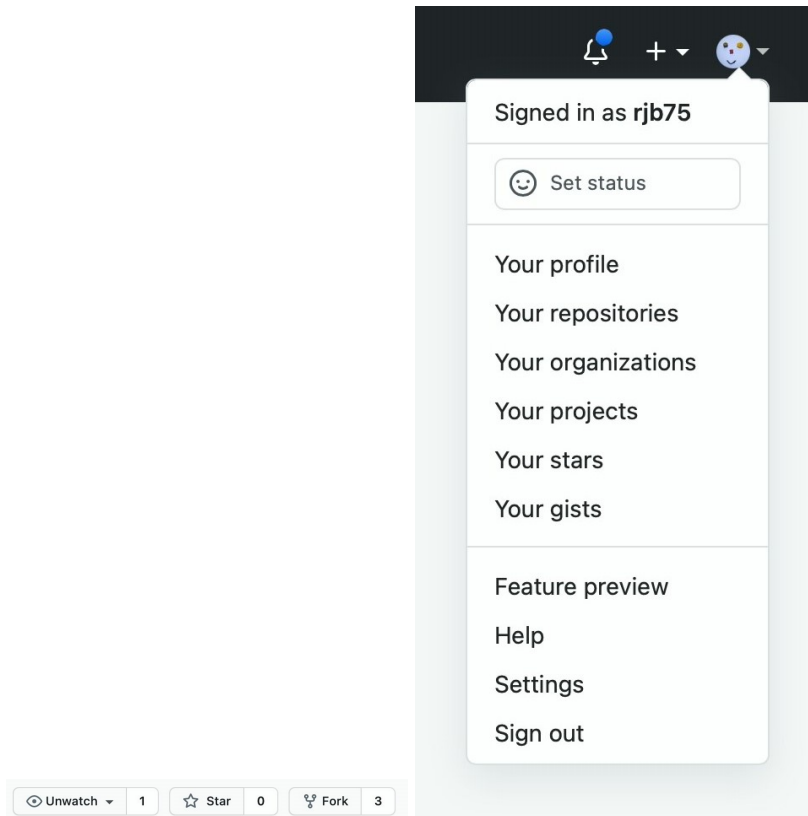 Unwatch 1 Star 0 Fork 3
Signed in as rjb75
Set status
Your profile
Your repositories
Your organizations
Your projects
Your stars
Your gists
Feature preview
Help
Settings
Sign out